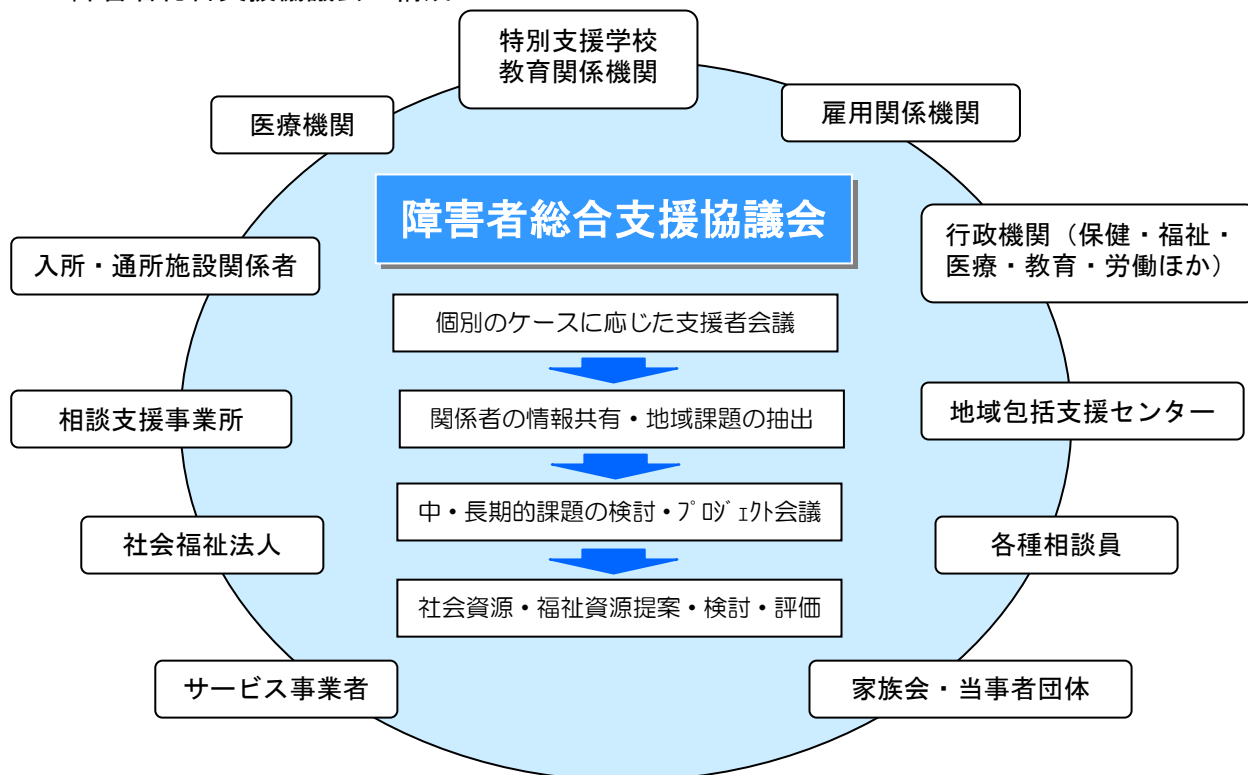 特別支援学校
教育関係機関
医療機関
雇用関係機関
障害者総合支援協議会
行政機関（保健・福祉・
医療・教育・労働ほか）
入所・通所施設関係者
個別のケースに応じた支援者会議
関係者の情報共有・地域課題の抽出
相談支援事業所
地域包括支援センター
中・長期的課題の検討・ﾌﾟﾛｼﾞｪｸﾄ会議
社会福祉法人
各種相談員
社会資源・福祉資源提案・検討・評価
サービス事業者
家族会・当事者団体